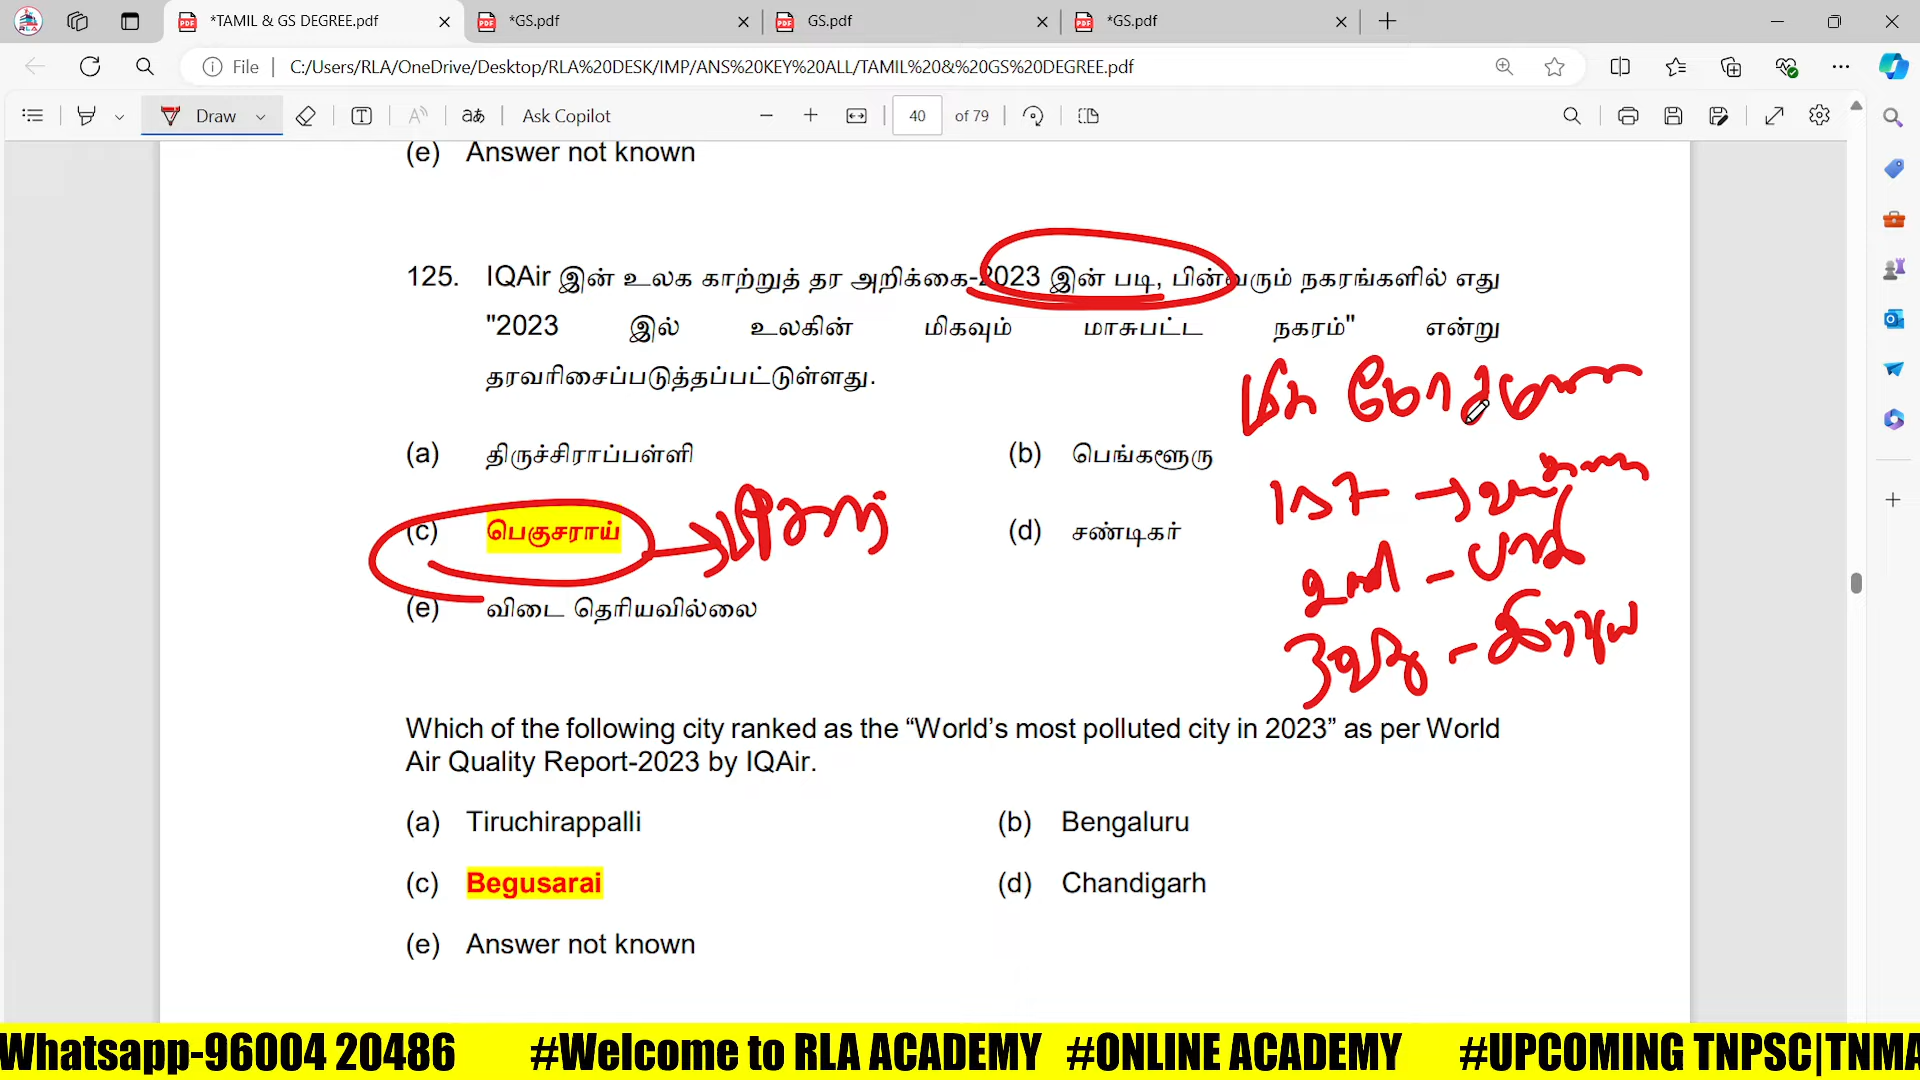 *TAMIL & GS DEGREE.pdf
*GS.pdf
GS.pdf
*GS.pdf
File
C:/Users/RLA/OneDrive/Desktop/RLA%20DESK/IMP/ANS%20KEY%20ALL/TAMIL%20&%20GS%20DEGREE.pdf
Draw
Ask Copilot
40 of 79
(e) Answer not known
125. IQAir இன் உலக காற்றுத் தர அறிக்கை-2023 இன் படி, பின்வரும் நகரங்களில் எது
"2023 இல் உலகின் மிகவும் மாசுபட்ட நகரம்" என்று
தரவரிசைப்படுத்தப்பட்டுள்ளது.
(a) திருச்சிராப்பள்ளி
(b) பெங்களூரு
(c) பெகுசராய்
(d) சண்டிகர்
(e) விடை தெரியவில்லை
மிக மோசமான
1ST
Which of the following city ranked as the “World’s most polluted city in 2023” as per World
Air Quality Report-2023 by IQAir.
(a) Tiruchirappalli
(b) Bengaluru
(c) Begusarai
(d) Chandigarh
(e) Answer not known
Whatsapp-96004 20486 #Welcome to RLA ACADEMY #ONLINE ACADEMY #UPCOMING TNPSC|TNMA